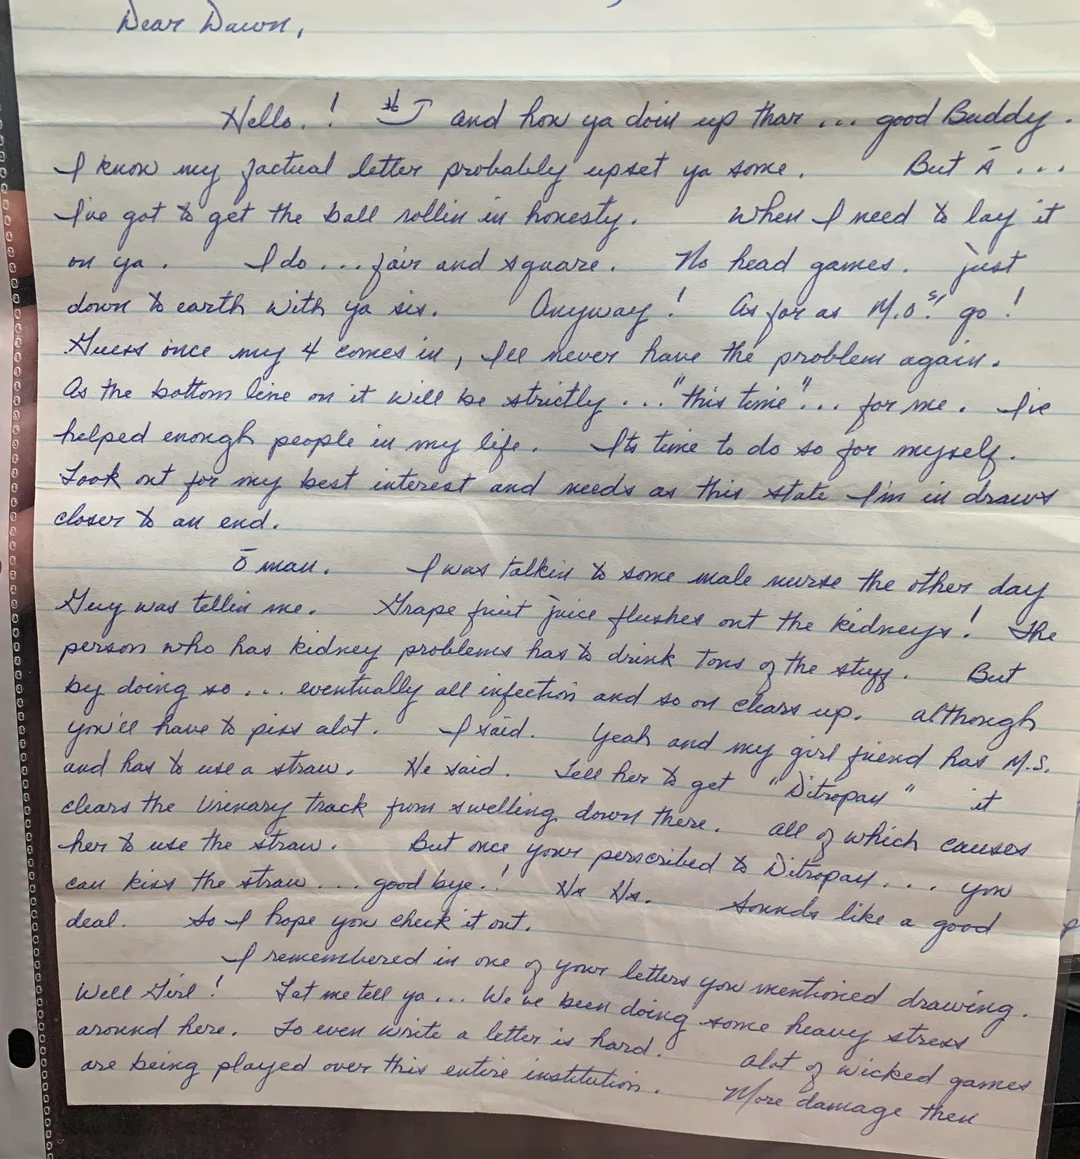 Dear Dawn,
Hello.! and how ya doin up thar ... good Buddy.
I know my factual letter probably upset ya some. But Ā ...
I've got to get the ball rollin in honesty. When I need to lay it
on ya. I do ... fair and square. No head games. just
down to earth with ya sis. Anyway! As far as M.O.s' go!
Guess once my 4 comes in, I'll never have the problem again.
As the bottom line on it will be strictly ... "this time" ... for me. I've
helped enough people in my life. Its time to do so for myself.
Look out for my best interest and needs as this state I'm in draws
closer to an end.
ō man. I was talkin to some male nurse the other day
Guy was tellin me. Grape fruit juice flushes out the kidneys! The
person who has kidney problems has to drink tons of the stuff. But
by doing so ... eventually all infection and so on clears up. although
you'll have to piss alot. I said. Yeah and my girl friend has M.S.
and has to use a straw. He said. Tell her to get "Ditropan" it
clears the Urenary track from swelling down there. all of which causes
her to use the straw. But once your perscribed to Ditropan .... you
can kiss the straw ... good bye.! Ha Ha. Sounds like a good
deal. So I hope you check it out.
I remembered in one of your letters you mentioned drawing.
Well Girl! Let me tell ya ... We've been doing some heavy stress
around here. To even write a letter is hard. alot of wicked games
are being played over this entire institution. More damage then